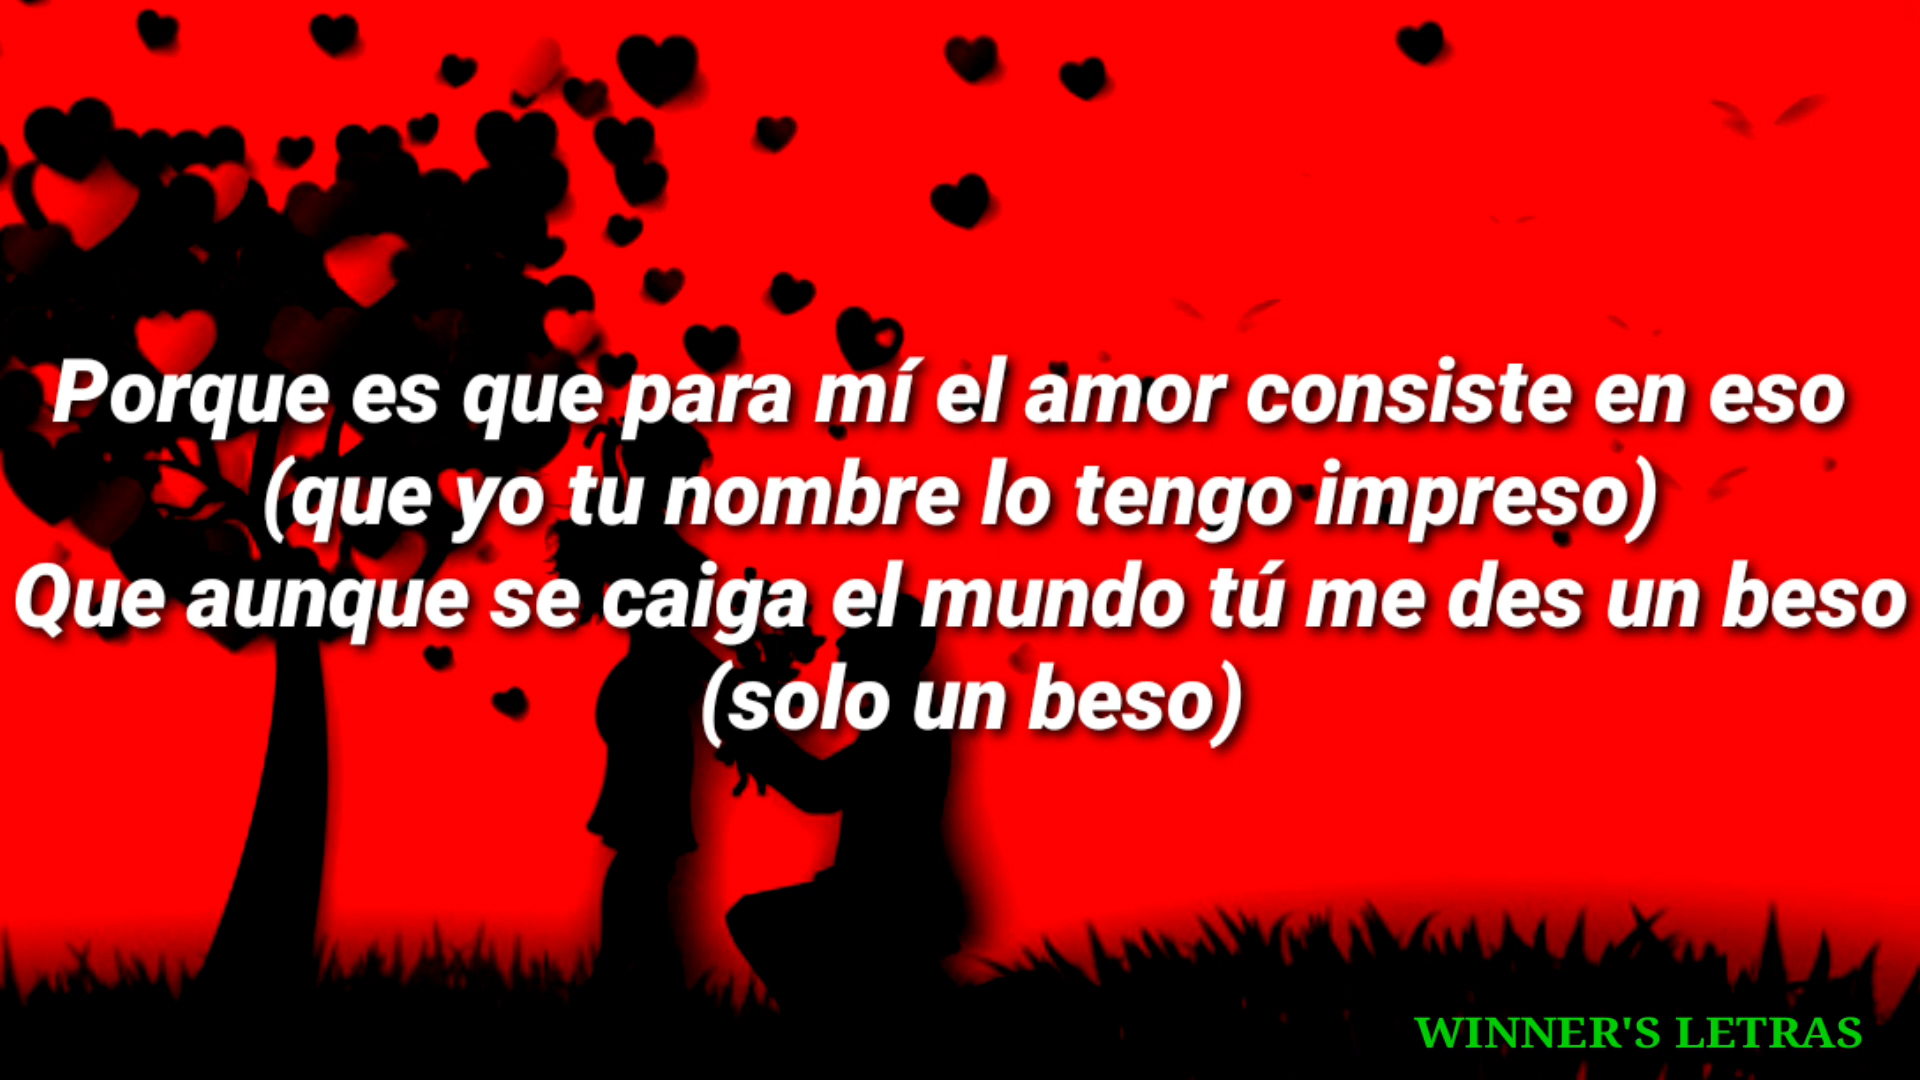 Porque es que para mí el amor consiste en eso
(que yo tu nombre lo tengo impreso)
Que aunque se caiga el mundo tú me des un beso
(solo un beso)
WINNER'S LETRAS